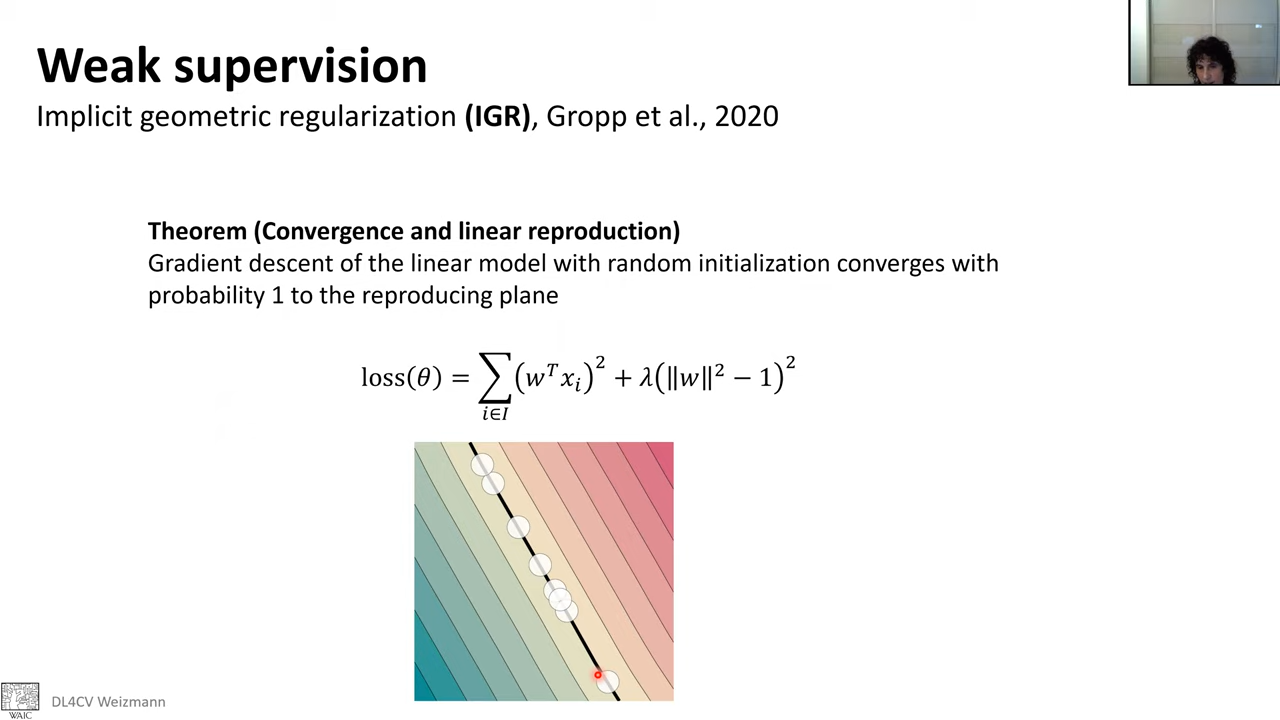 Weak supervision
Implicit geometric regularization (IGR), Gropp et al., 2020
Theorem (Convergence and linear reproduction)
Gradient descent of the linear model with random initialization converges with
probability 1 to the reproducing plane
loss(θ) = ∑_{i∈I} (wᵀx_i)² + λ(‖w‖² − 1)²
DL4CV Weizmann
WAIC